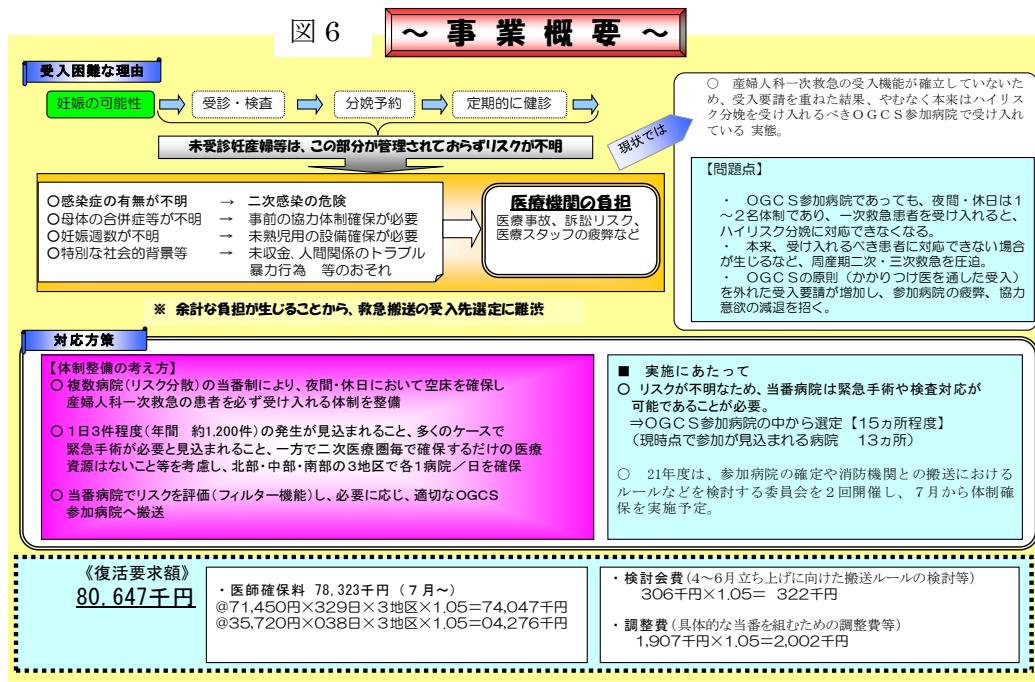 図６
～ 事 業 概 要 ～
受入困難な理由
妊娠の可能性
受診・検査
分娩予約
定期的に健診
未受診妊産婦等は、この部分が管理されておらずリスクが不明
現状では
○　産婦人科一次救急の受入機能が確立していないた
め、受入要請を重ねた結果、やむなく本来はハイリス
ク分娩を受け入れるべきＯＧＣＳ参加病院で受け入れ
ている 実態。
【問題点】
・　ＯＧＣＳ参加病院であっても、夜間・休日は１
～２名体制であり、一次救急患者を受け入れると、
ハイリスク分娩に対応できなくなる。
・　本来、受け入れるべき患者に対応できない場合
が生じるなど、周産期二次・三次救急を圧迫。
・　ＯＧＣＳの原則（かかりつけ医を通した受入）
を外れた受入要請が増加し、参加病院の疲弊、協力
意欲の減退を招く。
○感染症の有無が不明　→　二次感染の危険
○母体の合併症等が不明　→　事前の協力体制確保が必要
○妊娠週数が不明　→　未熟児用の設備確保が必要
○特別な社会的背景等　→　未収金、人間関係のトラブル
暴力行為　等のおそれ
医療機関の負担
医療事故、訴訟リスク、
医療スタッフの疲弊など
※ 余計な負担が生じることから、救急搬送の受入先選定に難渋
対応方策
【体制整備の考え方】
○ 複数病院（リスク分散）の当番制により、夜間・休日において空床を確保し
産婦人科一次救急の患者を必ず受け入れる体制を整備
○ １日３件程度（年間　約1,200件）の発生が見込まれること、多くのケースで
緊急手術が必要と見込まれること、一方で二次医療圏毎で確保するだけの医療
資源はないこと等を考慮し、北部・中部・南部の３地区で各１病院／日を確保
○ 当番病院でリスクを評価（フィルター機能）し、必要に応じ、適切なOGCS
参加病院へ搬送
■ 実施にあたって
○ リスクが不明なため、当番病院は緊急手術や検査対応が
可能であることが必要。
⇒ＯＧＣＳ参加病院の中から選定【１５ヵ所程度】
（現時点で参加が見込まれる病院　１３ヵ所）
○　21年度は、参加病院の確定や消防機関との搬送における
ルールなどを検討する委員会を２回開催し、７月から体制確
保を実施予定。
《復活要求額》
80,647千円
・医師確保料 78,323千円（７月～）
@71,450円×329日×３地区×1.05=74,047千円
@35,720円×038日×３地区×1.05=04,276千円
・検討会費（4～6月立ち上げに向けた搬送ルールの検討等）
306千円×1.05＝ 322千円
・調整費（具体的な当番を組むための調整費等）
1,907千円×1.05＝2,002千円